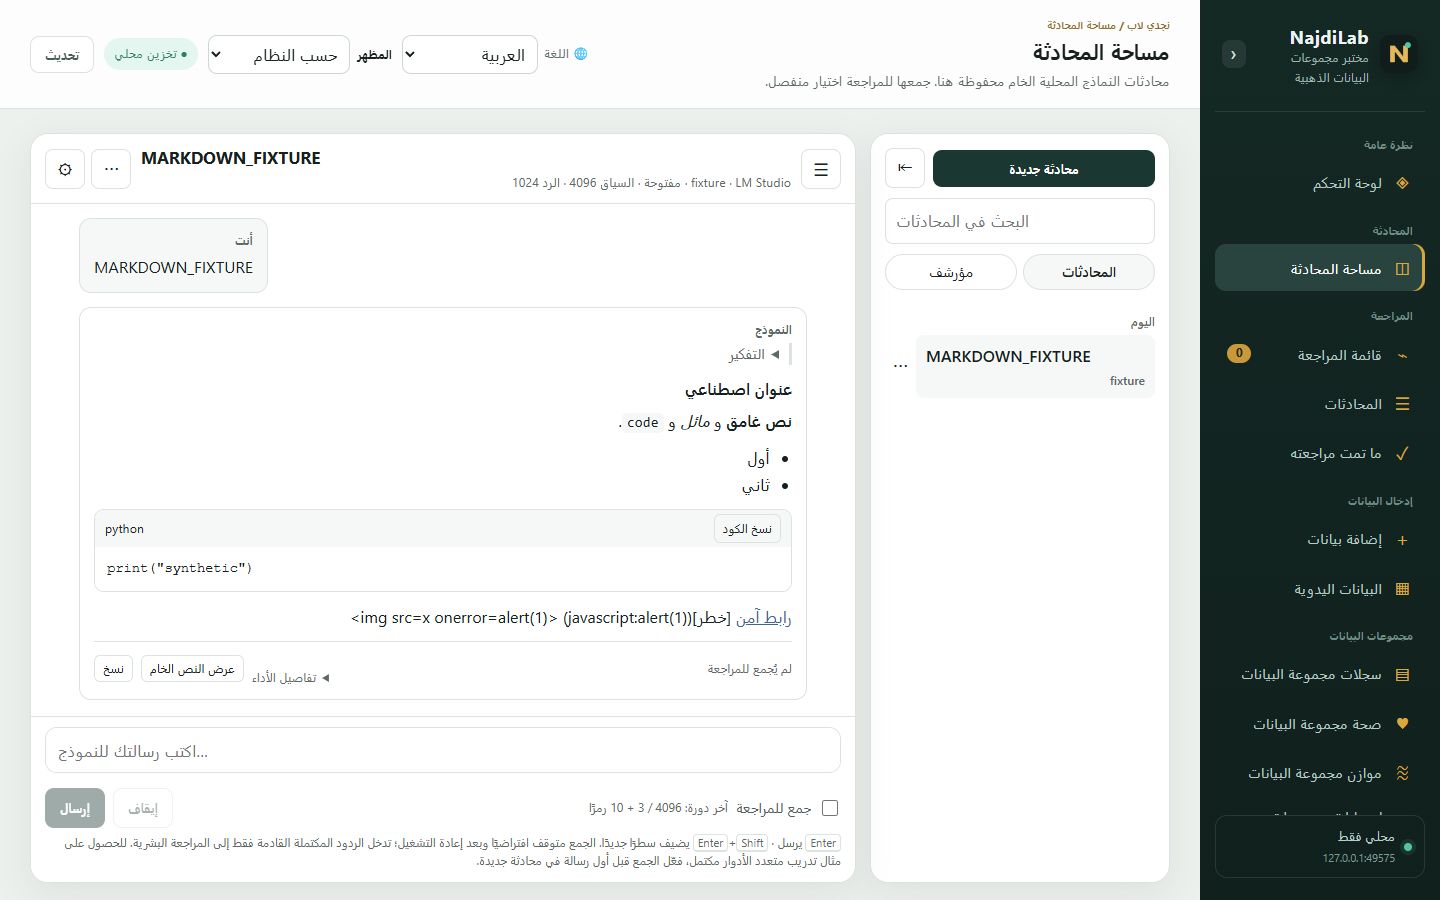 NajdiLab
مختبر مجموعات
البيانات الذهبية
نظرة عامة
لوحة التحكم
المحادثة
مساحة المحادثة
المراجعة
قائمة المراجعة
0
المحادثات
ما تمت مراجعته
إدخال البيانات
إضافة بيانات
البيانات اليدوية
مجموعات البيانات
سجلات مجموعة البيانات
صحة مجموعة البيانات
موازن مجموعة البيانات
محلي فقط
127.0.0.1:49575
نجدي لاب / مساحة المحادثة
مساحة المحادثة
محادثات النماذج المحلية الخام محفوظة هنا. جمعها للمراجعة اختيار منفصل.
اللغة
العربية
المظهر
حسب النظام
تخزين محلي
تحديث
محادثة جديدة
البحث في المحادثات
المحادثات
مؤرشف
اليوم
MARKDOWN_FIXTURE
fixture
...
MARKDOWN_FIXTURE
...
LM Studio · fixture · مفتوحة · السياق 4096 · الرد 1024
أنت
MARKDOWN_FIXTURE
النموذج
التفكير
عنوان اصطناعي
نص غامق و مائل و code .
• أول
• ثاني
python
نسخ الكود
print("synthetic")
رابط آمن [خطر](javascript:alert(1)) <img src=x onerror=alert(1)>
لم يُجمع للمراجعة
تفاصيل الأداء
عرض النص الخام
نسخ
اكتب رسالتك للنموذج...
جمع للمراجعة
آخر دورة: 4096 / 3 + 10 رمزًا
إيقاف
إرسال
Enter يرسل · Shift + Enter يضيف سطرًا جديدًا. الجمع متوقف افتراضيًا وبعد إعادة التشغيل؛ تدخل الردود المكتملة القادمة فقط إلى المراجعة البشرية. للحصول على
مثال تدريب متعدد الأدوار مكتمل، فعّل الجمع قبل أول رسالة في محادثة جديدة.